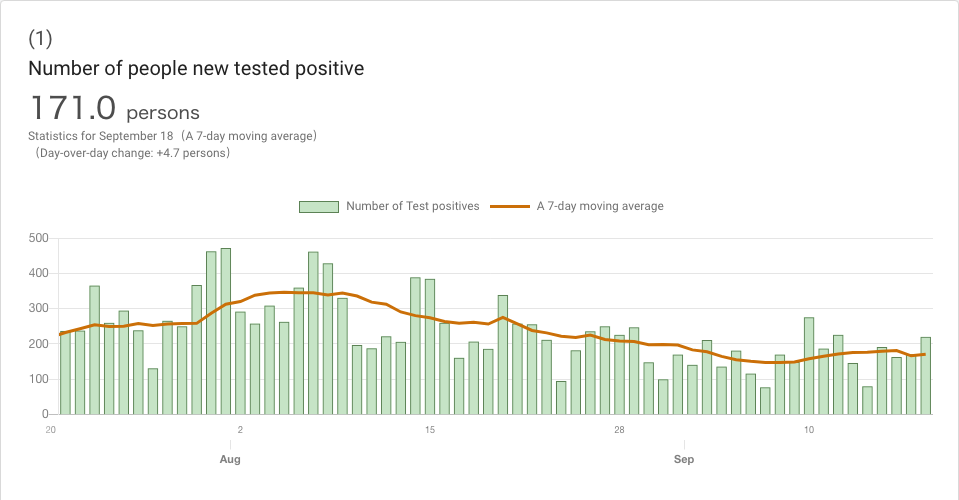 (1)
Number of people new tested positive
171.0 persons
Statistics for September 18（A 7-day moving average）
（Day-over-day change: +4.7 persons）
Number of Test positives A 7-day moving average
500
400
300
200
100
0
20 2 15 28 10
Aug Sep